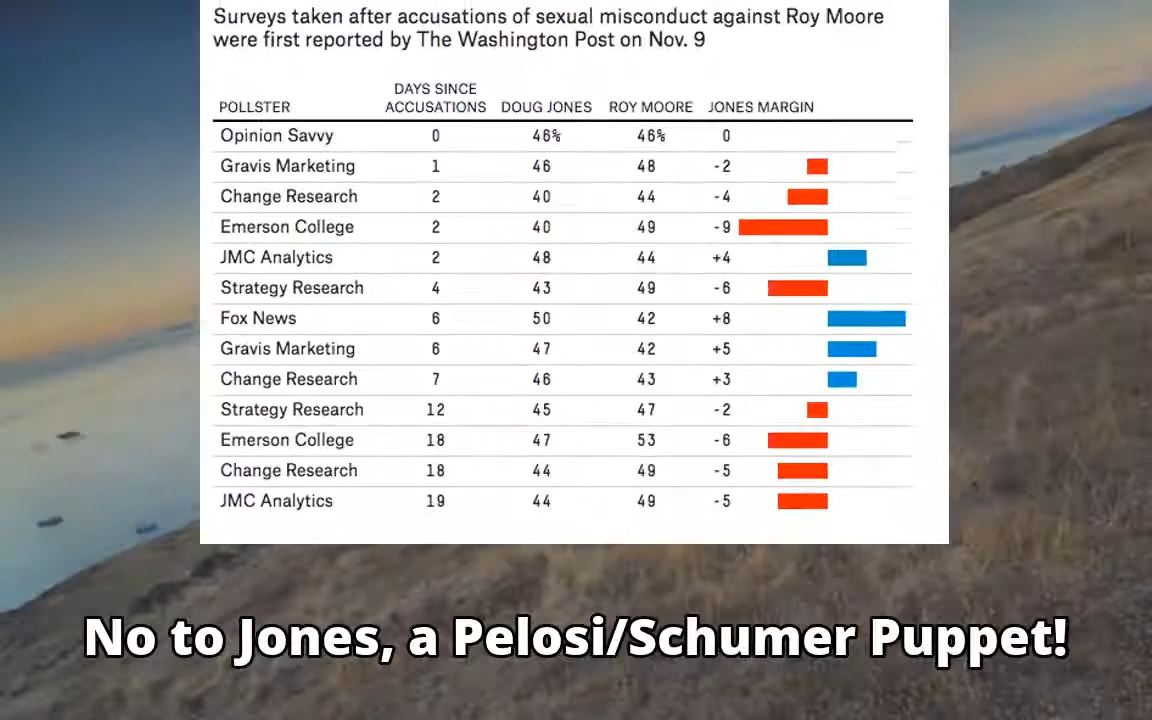 Surveys taken after accusations of sexual misconduct against Roy Moore
were first reported by The Washington Post on Nov. 9
DAYS SINCE
POLLSTER ACCUSATIONS DOUG JONES ROY MOORE JONES MARGIN
Opinion Savvy 0 46% 46% 0
Gravis Marketing 1 46 48 -2
Change Research 2 40 44 -4
Emerson College 2 40 49 -9
JMC Analytics 2 48 44 +4
Strategy Research 4 43 49 -6
Fox News 6 50 42 +8
Gravis Marketing 6 47 42 +5
Change Research 7 46 43 +3
Strategy Research 12 45 47 -2
Emerson College 18 47 53 -6
Change Research 18 44 49 -5
JMC Analytics 19 44 49 -5
No to Jones, a Pelosi/Schumer Puppet!